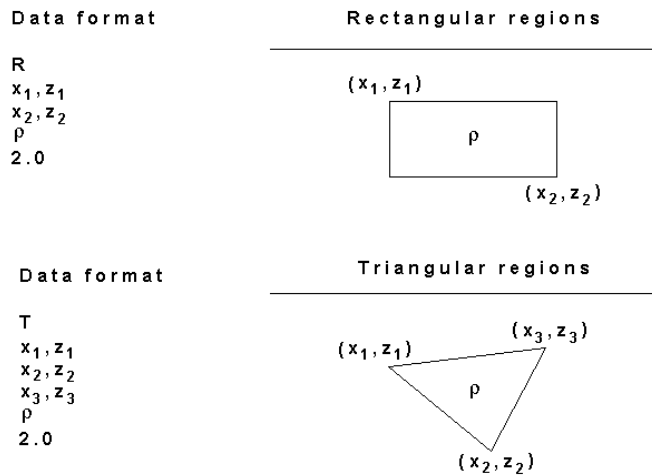 Data format
Rectangular regions
R
x₁, z₁
x₂, z₂
ρ
2.0
(x₁, z₁)
ρ
(x₂, z₂)
Data format
Triangular regions
T
x₁, z₁
x₂, z₂
x₃, z₃
ρ
2.0
(x₃, z₃)
(x₁, z₁)
ρ
(x₂, z₂)